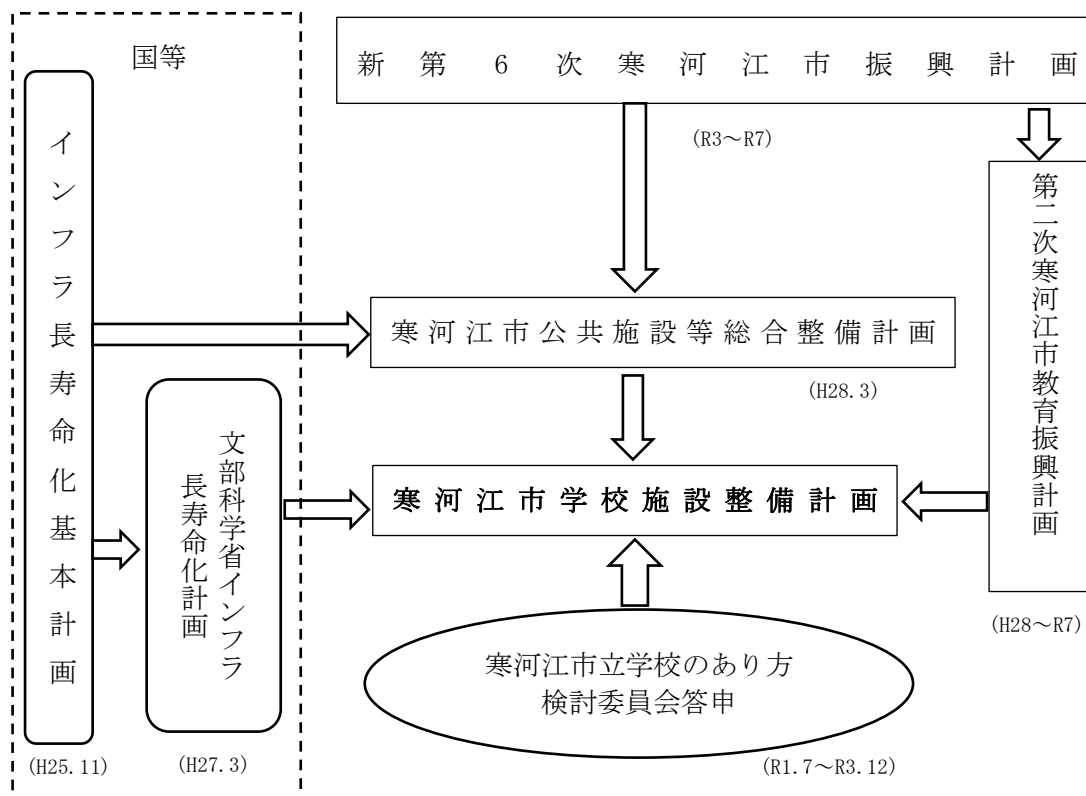 国等
新第６次寒河江市振興計画
(R3～R7)
インフラ長寿命化基本計画
(H25.11)
文部科学省インフラ
長寿命化計画
(H27.3)
寒河江市公共施設等総合整備計画
(H28.3)
寒河江市学校施設整備計画
第二次寒河江市教育振興計画
(H28～R7)
寒河江市立学校のあり方
検討委員会答申
(R1.7～R3.12)